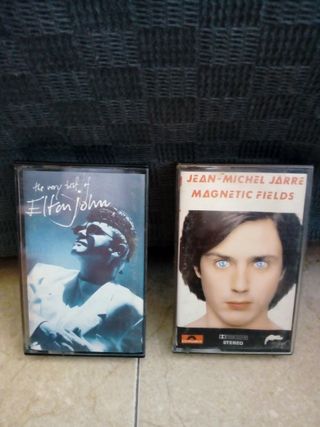 the very best of
Elton John
JEAN-MICHEL JARRE
MAGNETIC FIELDS
STEREO